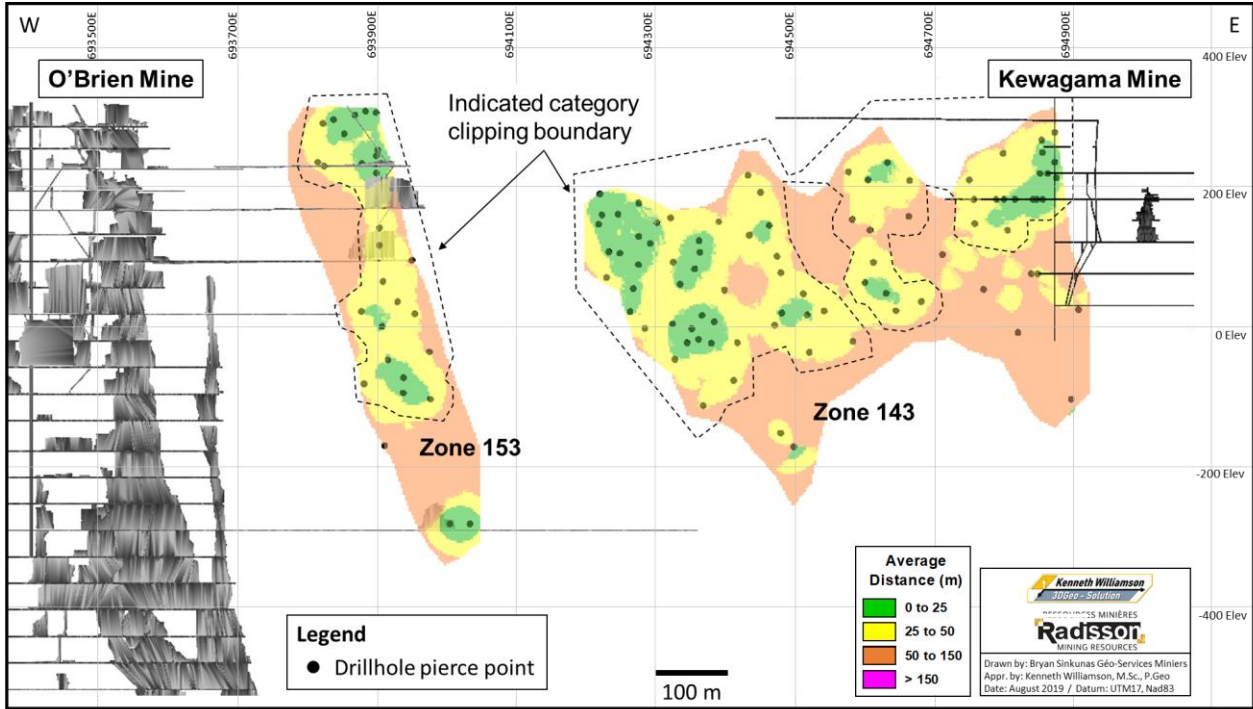 W
693500E
693700E
693900E
694100E
694300E
694500E
694700E
694900E
E
400 Elev
O'Brien Mine
Kewagama Mine
Indicated category
clipping boundary
200 Elev
0 Elev
Zone 143
Zone 153
-200 Elev
Average
Distance (m)
0 to 25
25 to 50
50 to 150
> 150
Kenneth Williamson
3DGeo - Solution
RESSOURCES MINIÈRES
Radisson
MINING RESOURCES
-400 Elev
Legend
Drillhole pierce point
100 m
Drawn by: Bryan Sinkunas Géo-Services Miniers
Appr. by: Kenneth Williamson, M.Sc., P.Geo
Date: August 2019 / Datum: UTM17, Nad83